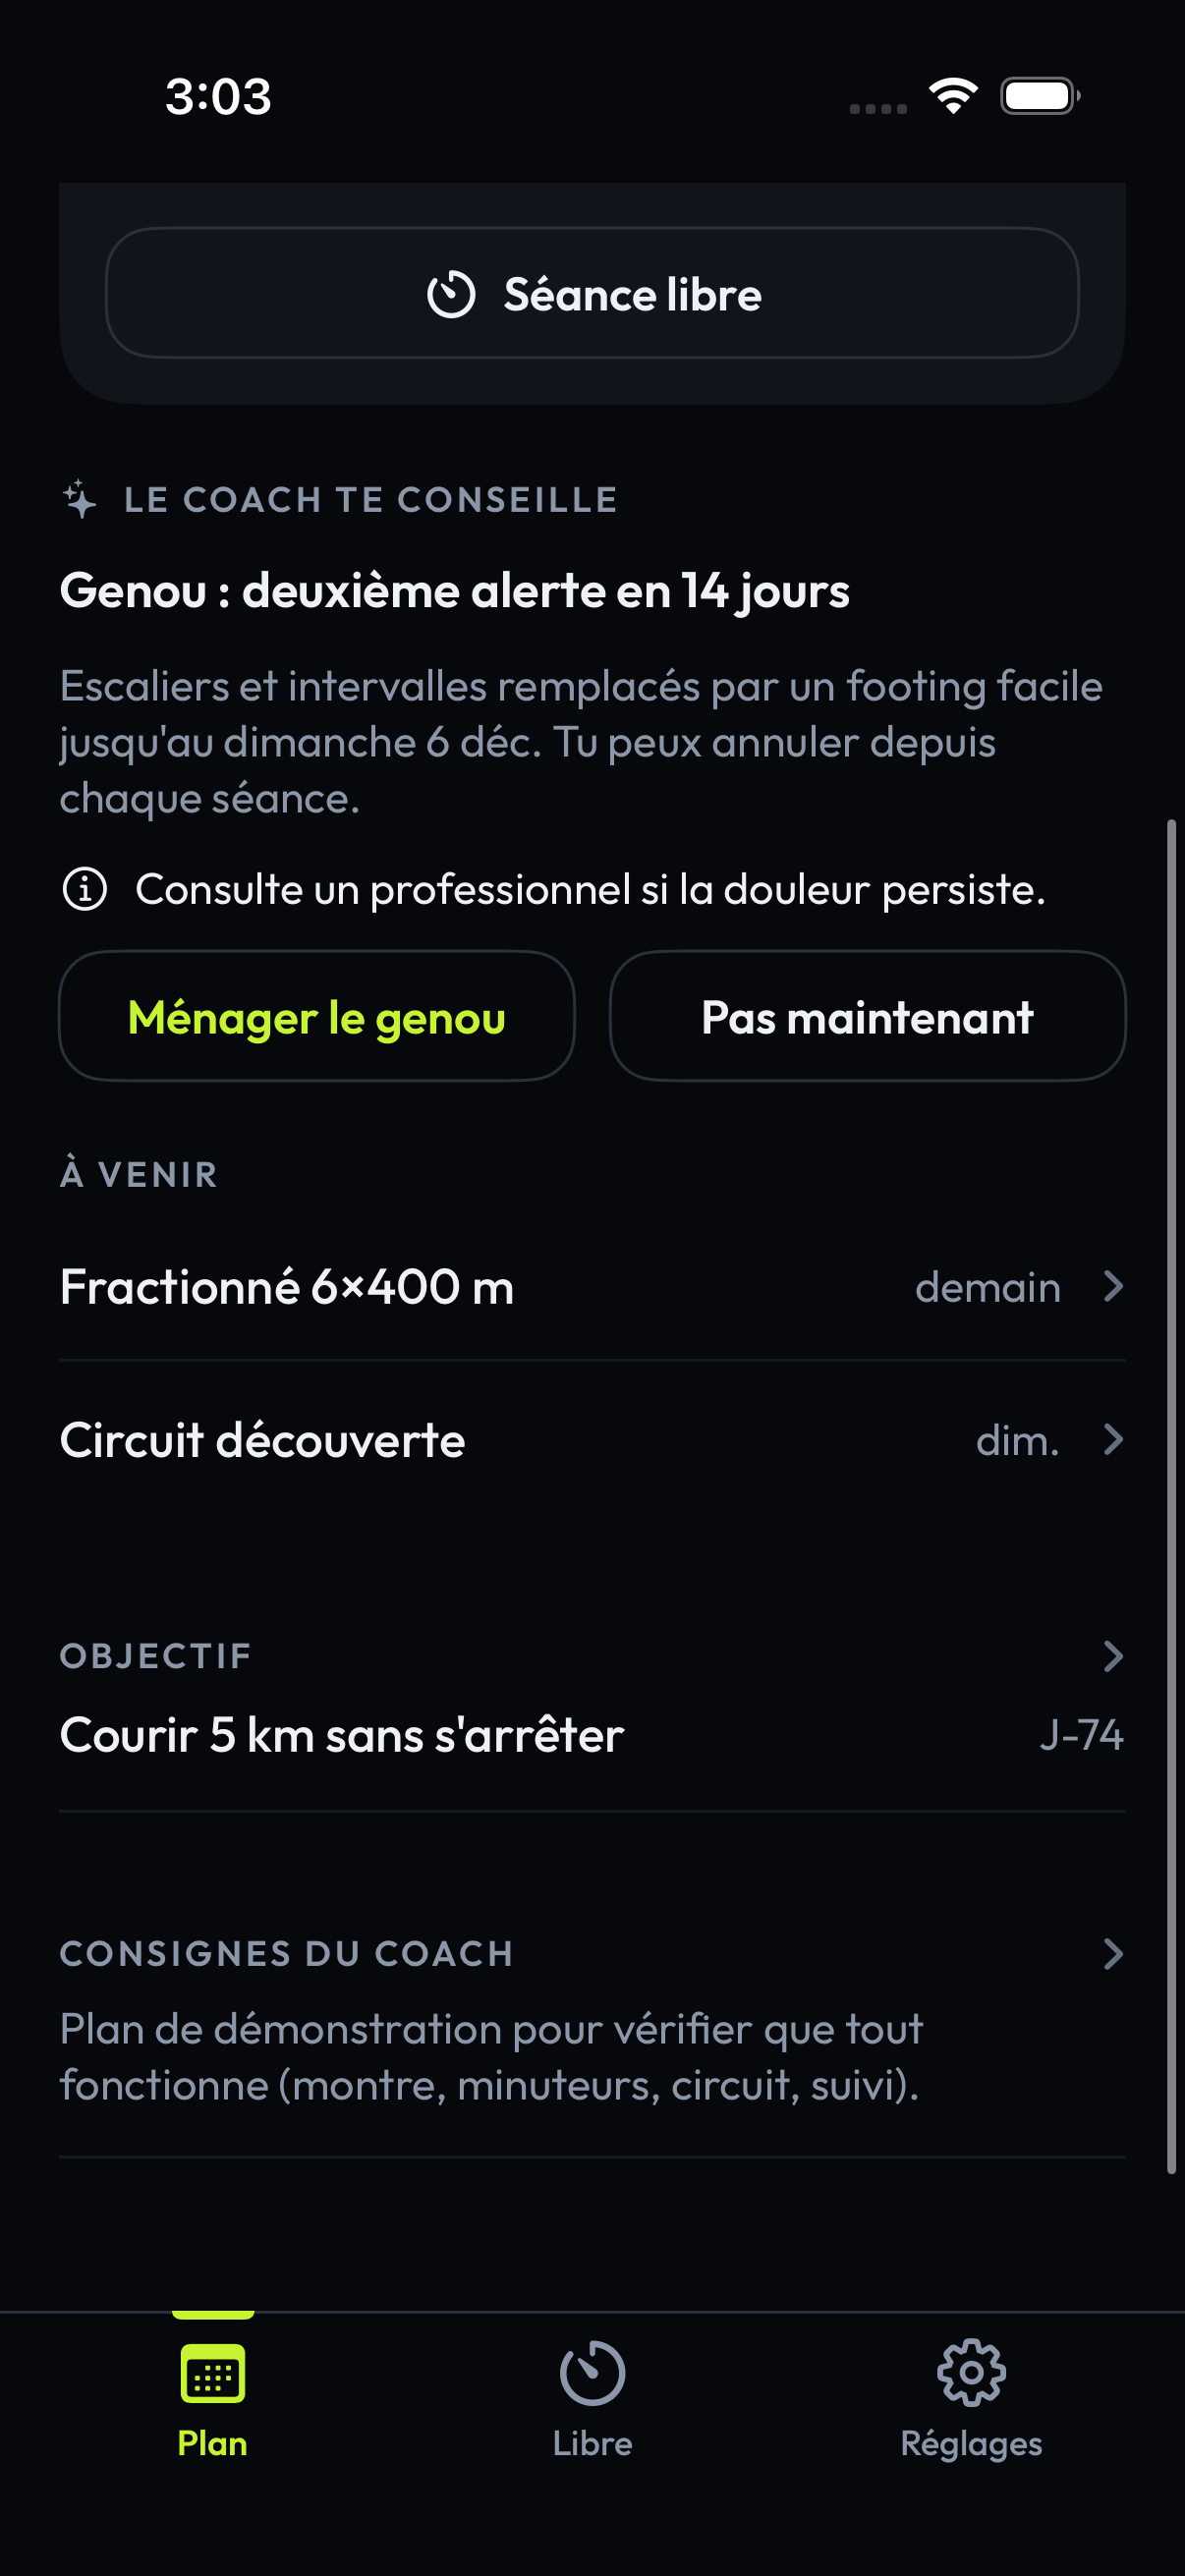 3:03
Séance libre
LE COACH TE CONSEILLE
Genou : deuxième alerte en 14 jours
Escaliers et intervalles remplacés par un footing facile
jusqu'au dimanche 6 déc. Tu peux annuler depuis
chaque séance.
Consulte un professionnel si la douleur persiste.
Ménager le genou
Pas maintenant
À VENIR
Fractionné 6×400 m
demain
Circuit découverte
dim.
OBJECTIF
Courir 5 km sans s'arrêter
J-74
CONSIGNES DU COACH
Plan de démonstration pour vérifier que tout
fonctionne (montre, minuteurs, circuit, suivi).
Plan
Libre
Réglages